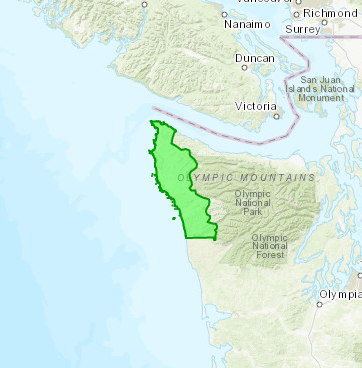 Nanaimo
Richmond
Surrey
Duncan
San Juan
Islands National
Monument
Victoria
OLYMPIC MOUNTAINS
Olympic
National
Park
Olympic
National
Forest
Olympia